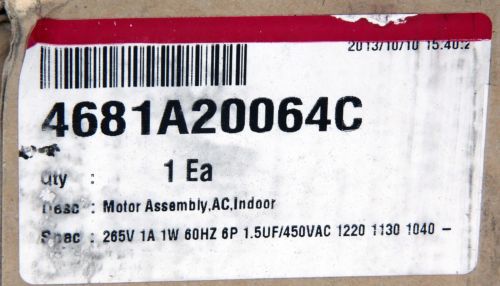 2013/10/10 15:40:2
4681A20064C
Qty : 1 Ea
Desc : Motor Assembly,AC,Indoor
Spec : 265V 1A 1W 60HZ 6P 1.5UF/450VAC 1220 1130 1040 -